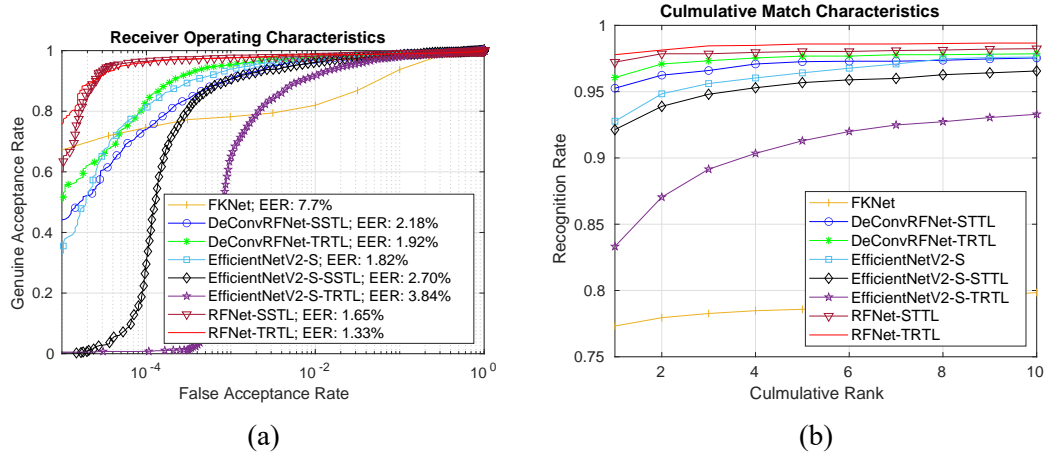 Receiver Operating Characteristics
1
0.8
0.6
0.4
0.2
0
Genuine Acceptance Rate
FKNet; EER: 7.7%
DeConvRFNet-SSTL; EER: 2.18%
DeConvRFNet-TRTL; EER: 1.92%
EfficientNetV2-S; EER: 1.82%
EfficientNetV2-S-SSTL; EER: 2.70%
EfficientNetV2-S-TRTL; EER: 3.84%
RFNet-SSTL; EER: 1.65%
RFNet-TRTL; EER: 1.33%
10-4
10-2
100
False Acceptance Rate
(a)
Culmulative Match Characteristics
1
0.95
0.9
0.85
0.8
0.75
Recognition Rate
FKNet
DeConvRFNet-STTL
DeConvRFNet-TRTL
EfficientNetV2-S
EfficientNetV2-S-STTL
EfficientNetV2-S-TRTL
RFNet-STTL
RFNet-TRTL
2
4
6
8
10
Culmulative Rank
(b)